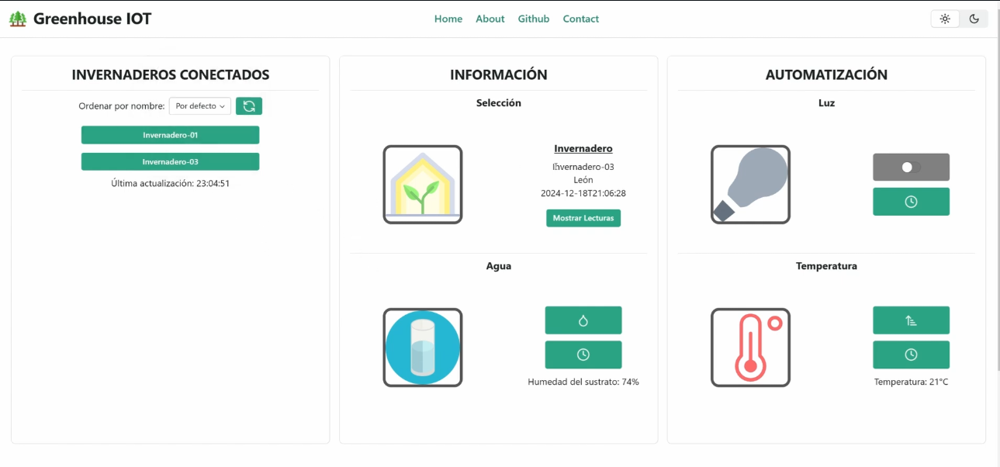 Greenhouse IOT
Home About Github Contact
INVERNADEROS CONECTADOS
Ordenar por nombre: Por defecto
Invernadero-01
Invernadero-03
Última actualización: 23:04:51
INFORMACIÓN
Selección
Invernadero
Invernadero-03
León
2024-12-18T21:06:28
Mostrar Lecturas
Agua
Humedad del sustrato: 74%
AUTOMATIZACIÓN
Luz
Temperatura
Temperatura: 21°C